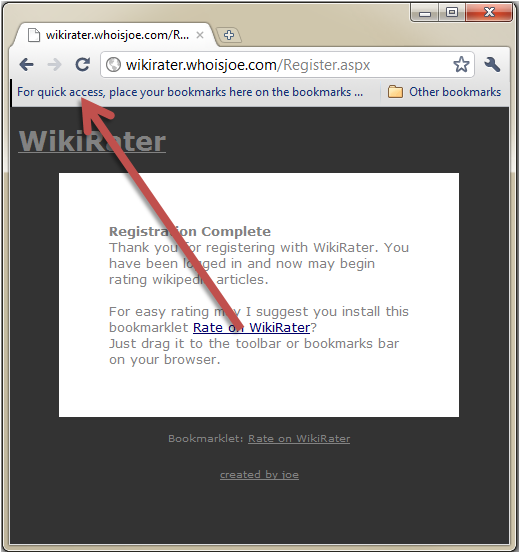 wikirater.whoisjoe.com/R...
wikirater.whoisjoe.com/Register.aspx
For quick access, place your bookmarks here on the bookmarks ...
Other bookmarks
WikiRater
Registration Complete
Thank you for registering with WikiRater. You
have been logged in and now may begin
rating wikipedia articles.
For easy rating may I suggest you install this
bookmarklet Rate on WikiRater?
Just drag it to the toolbar or bookmarks bar
on your browser.
Bookmarklet: Rate on WikiRater
created by joe